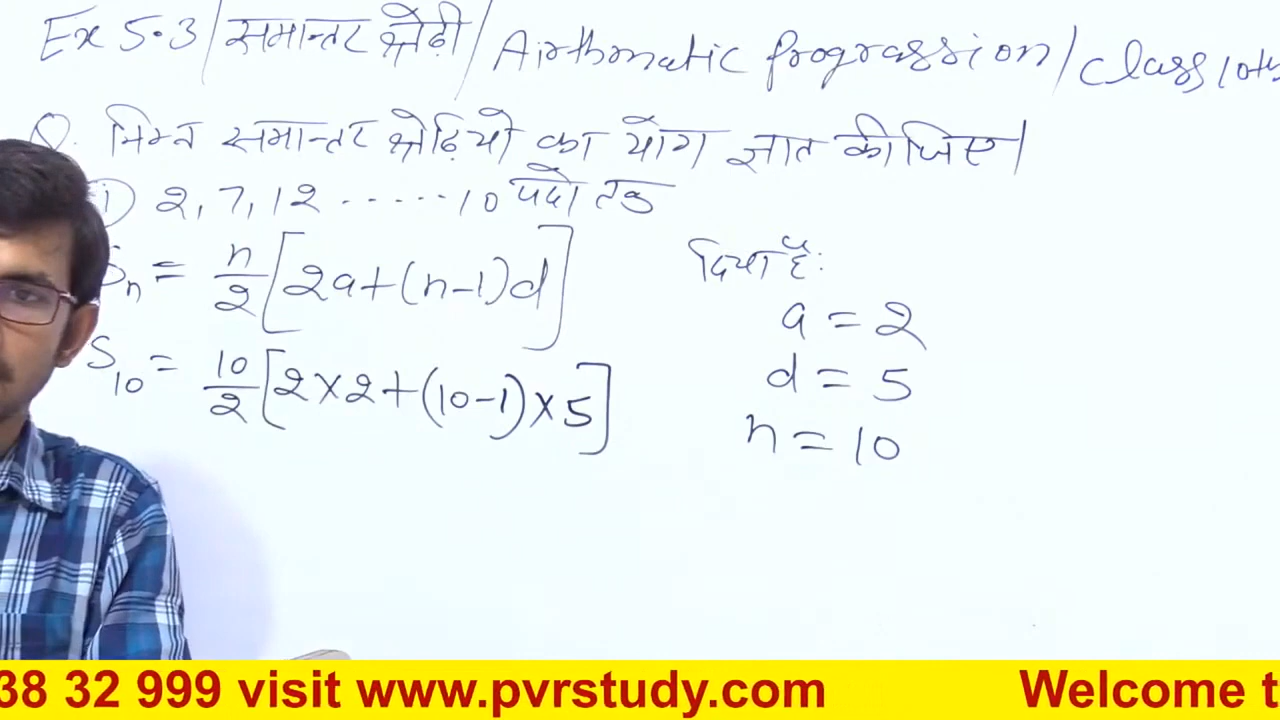 Ex 5.3/समान्तर श्रेढ़ी/Airthmatic Prograssion/Class 10th
Q. निम्न समान्तर श्रेढ़ियों का योग ज्ञात कीजिए।
i) 2, 7, 12 ...... 10 पदों तक
Sn = n/2 [2a+(n-1)d]
दिया है:
a = 2
S10 = 10/2 [2×2+(10-1)×5]
d = 5
n = 10
38 32 999 visit www.pvrstudy.com Welcome t